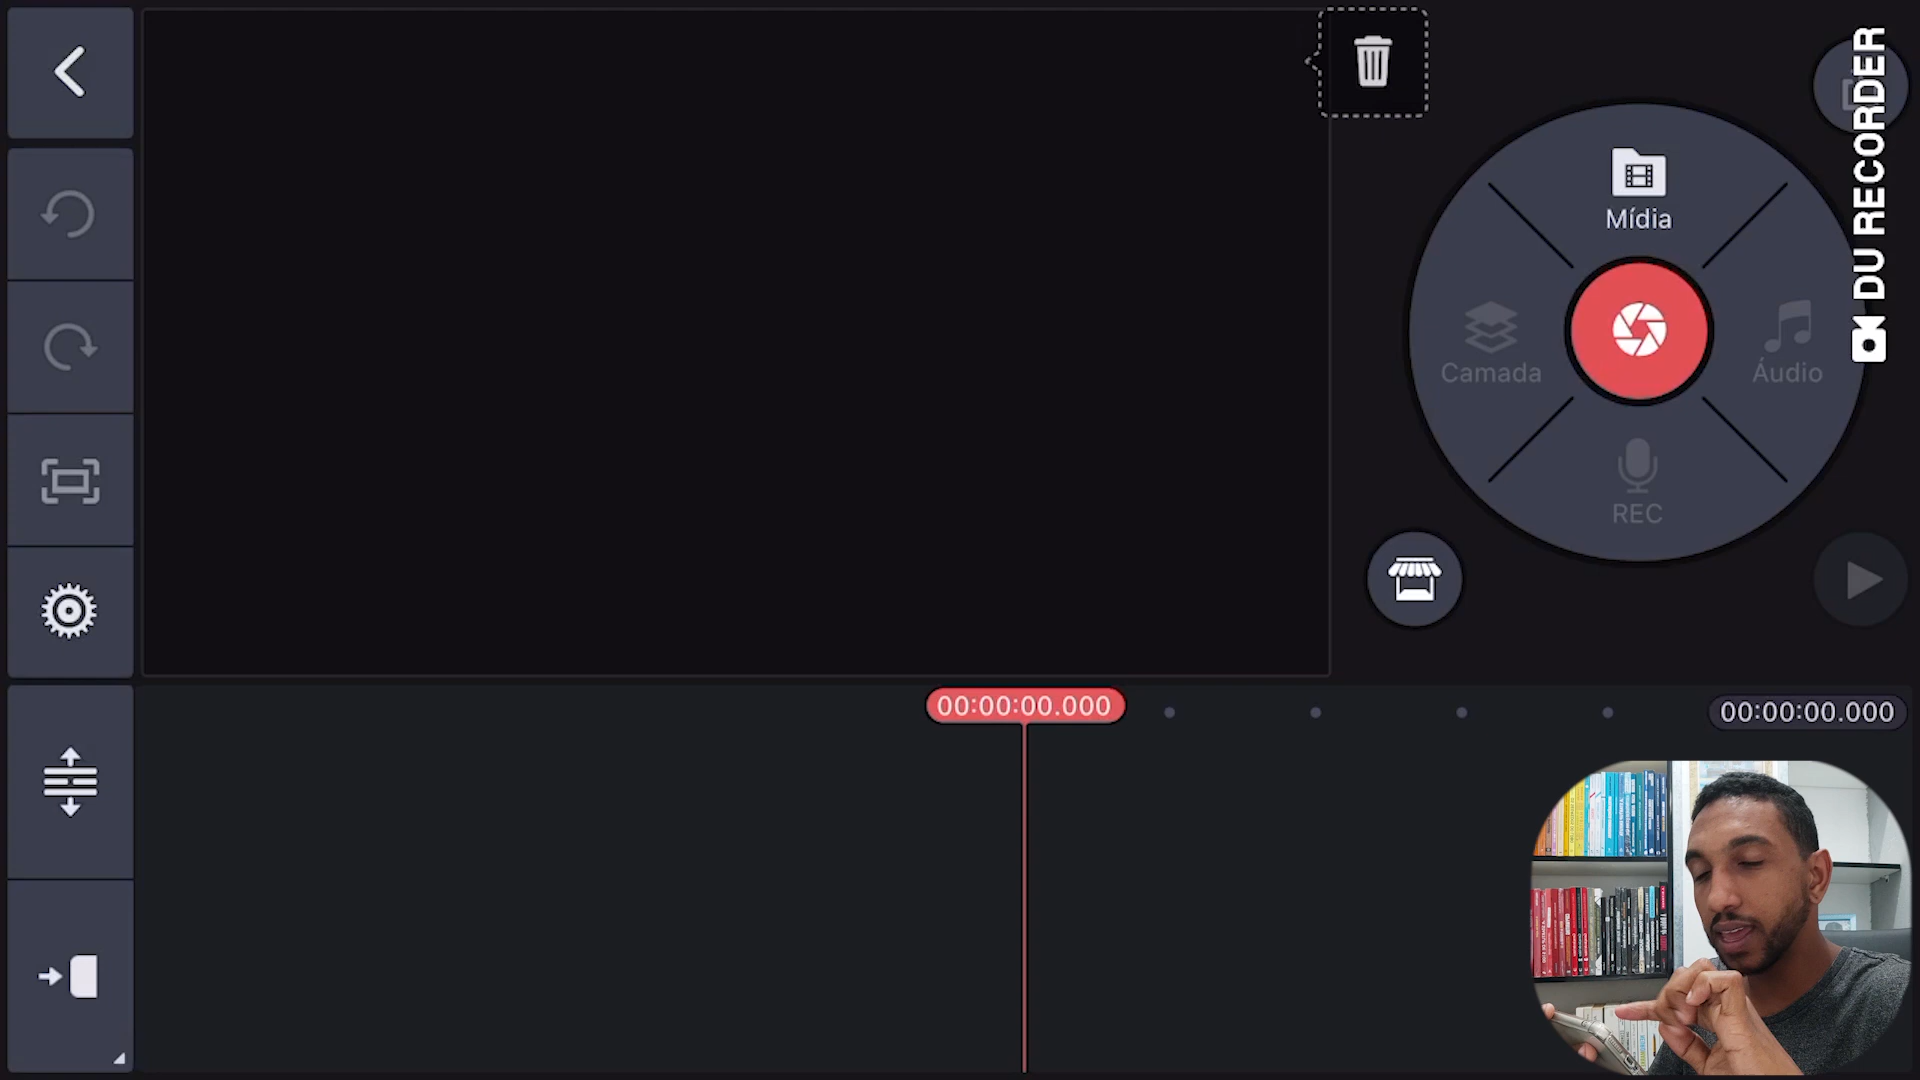 DU RECORDER
Mídia
Camada
Áudio
REC
00:00:00.000
00:00:00.000